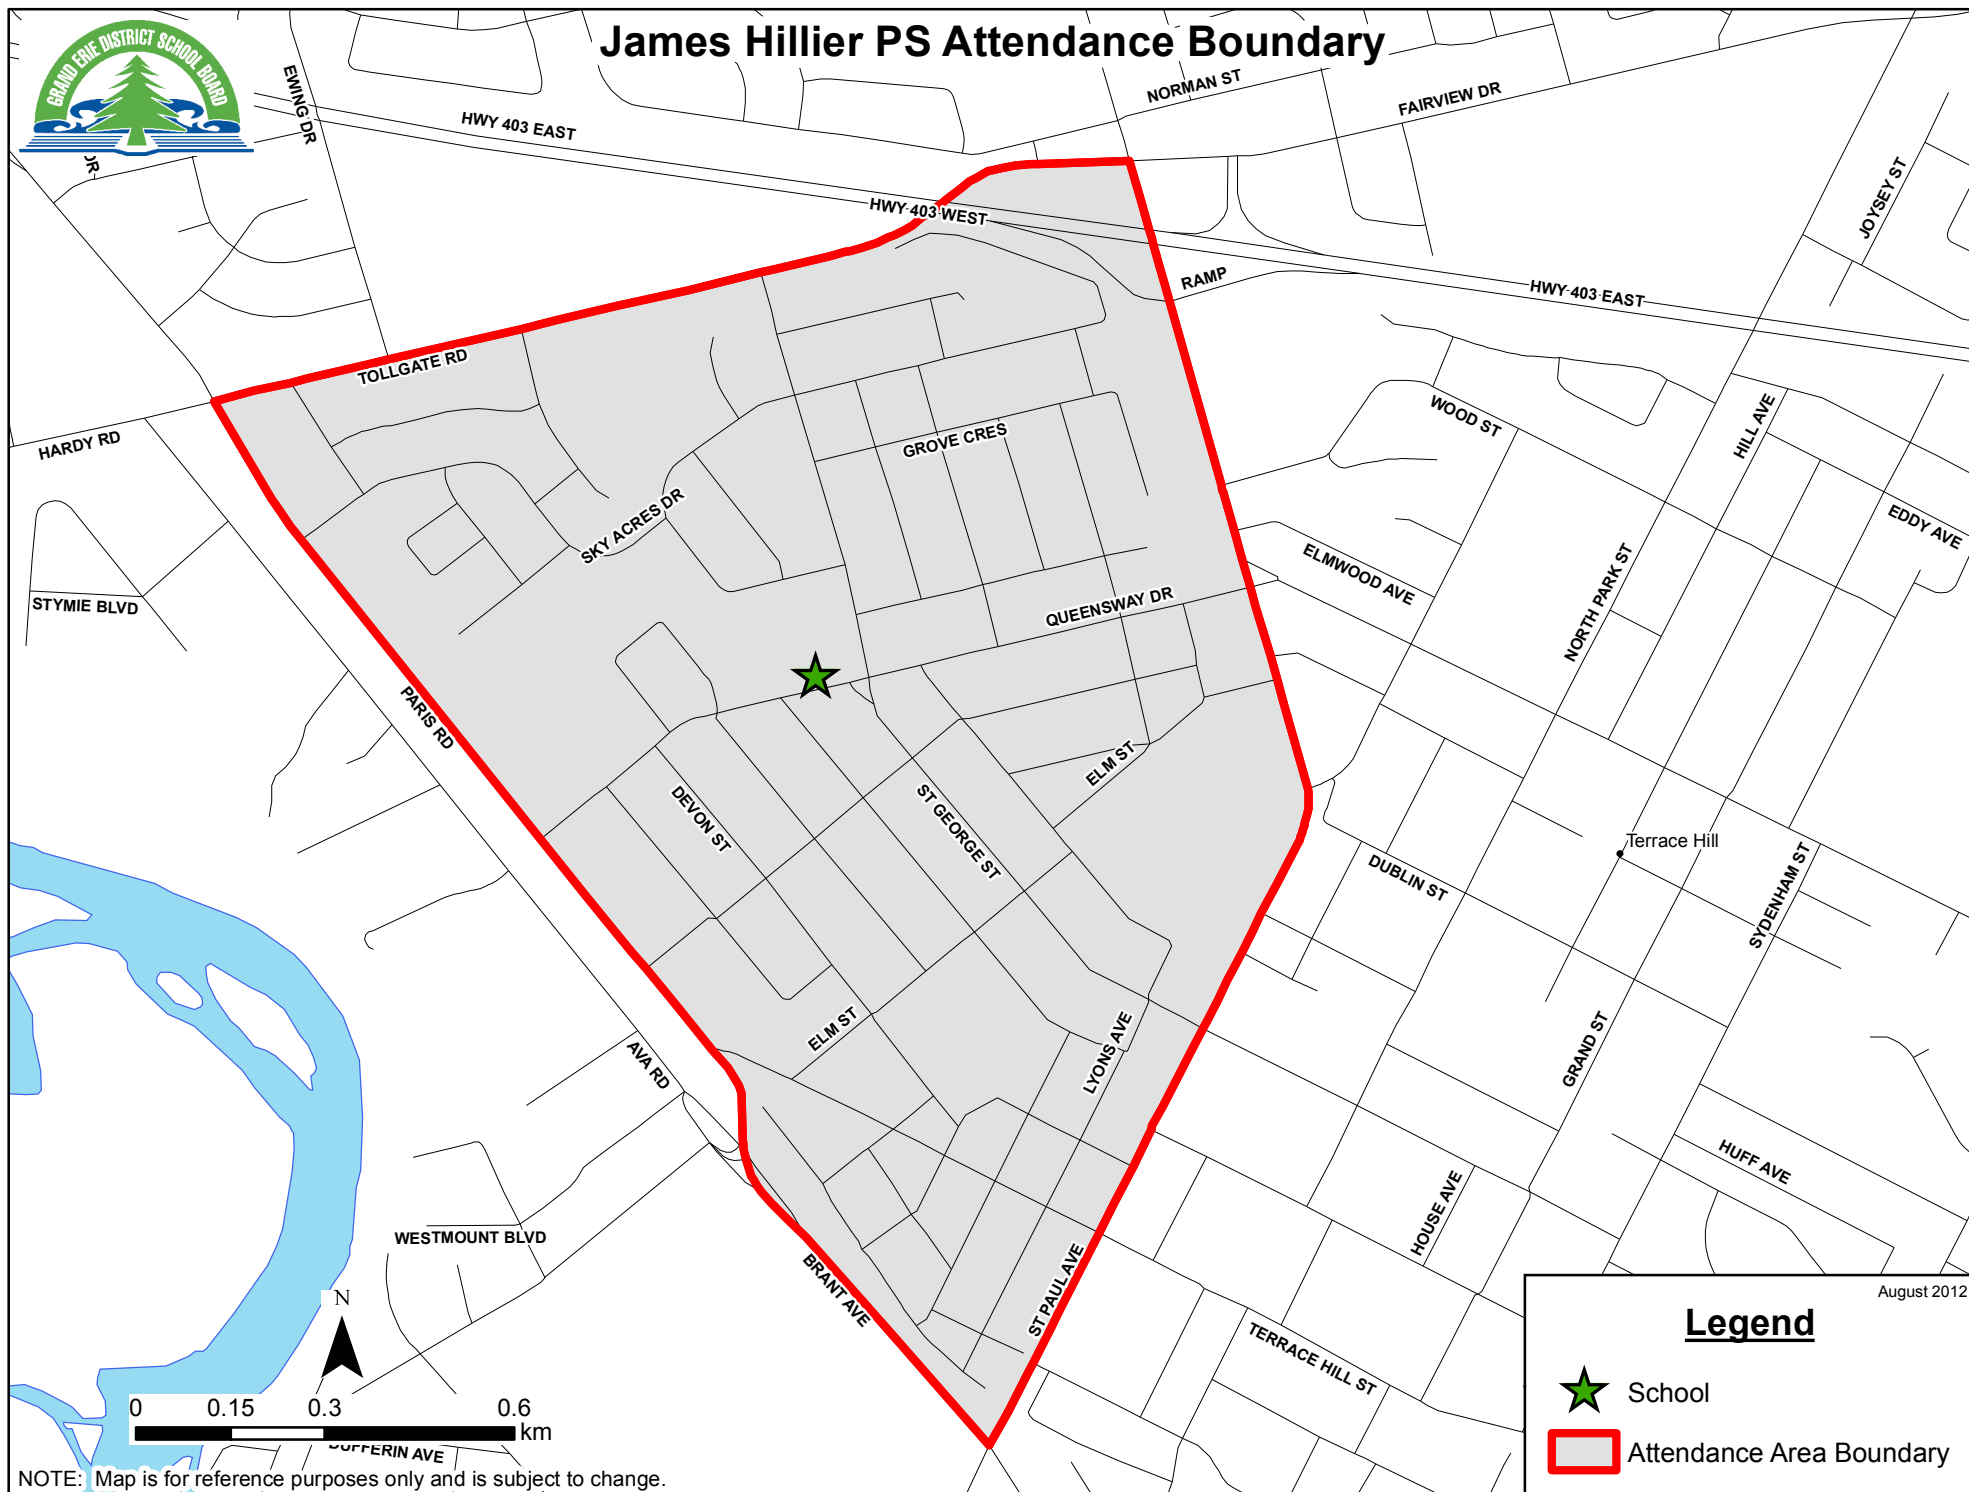 James Hillier PS Attendance Boundary
GRAND ERIE DISTRICT SCHOOL BOARD
EWING DR
DR
HWY 403 EAST
NORMAN ST
FAIRVIEW DR
JOYSEY ST
HWY 403 WEST
RAMP
HWY 403 EAST
TOLLGATE RD
HARDY RD
WOOD ST
HILL AVE
GROVE CRES
EDDY AVE
SKY ACRES DR
ELMWOOD AVE
NORTH PARK ST
STYMIE BLVD
QUEENSWAY DR
PARIS RD
ELM ST
DEVON ST
ST GEORGE ST
Terrace Hill
DUBLIN ST
SYDENHAM ST
ELM ST
LYONS AVE
AVA RD
GRAND ST
HUFF AVE
HOUSE AVE
WESTMOUNT BLVD
BRANT AVE
ST PAUL AVE
TERRACE HILL ST
N
0 0.15 0.3 0.6
km
DUFFERIN AVE
NOTE: Map is for reference purposes only and is subject to change.
August 2012
Legend
School
Attendance Area Boundary